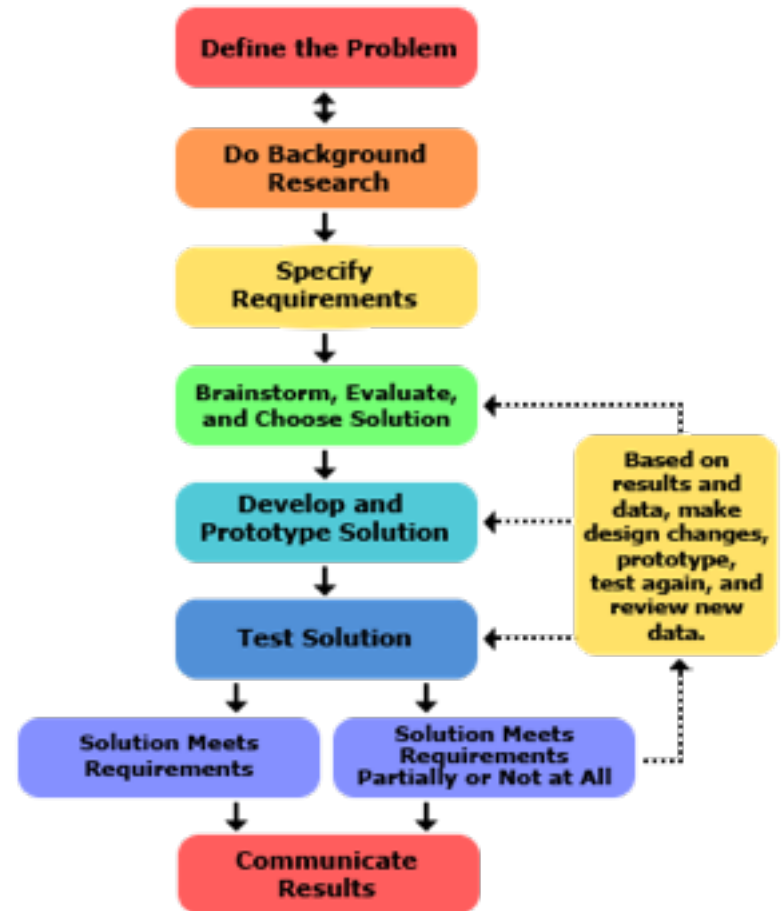 Define the Problem
Do Background
Research
Specify
Requirements
Brainstorm, Evaluate,
and Choose Solution
Develop and
Prototype Solution
Test Solution
Based on
results and
data, make
design changes,
prototype,
test again, and
review new
data.
Solution Meets
Requirements
Solution Meets
Requirements
Partially or Not at All
Communicate
Results